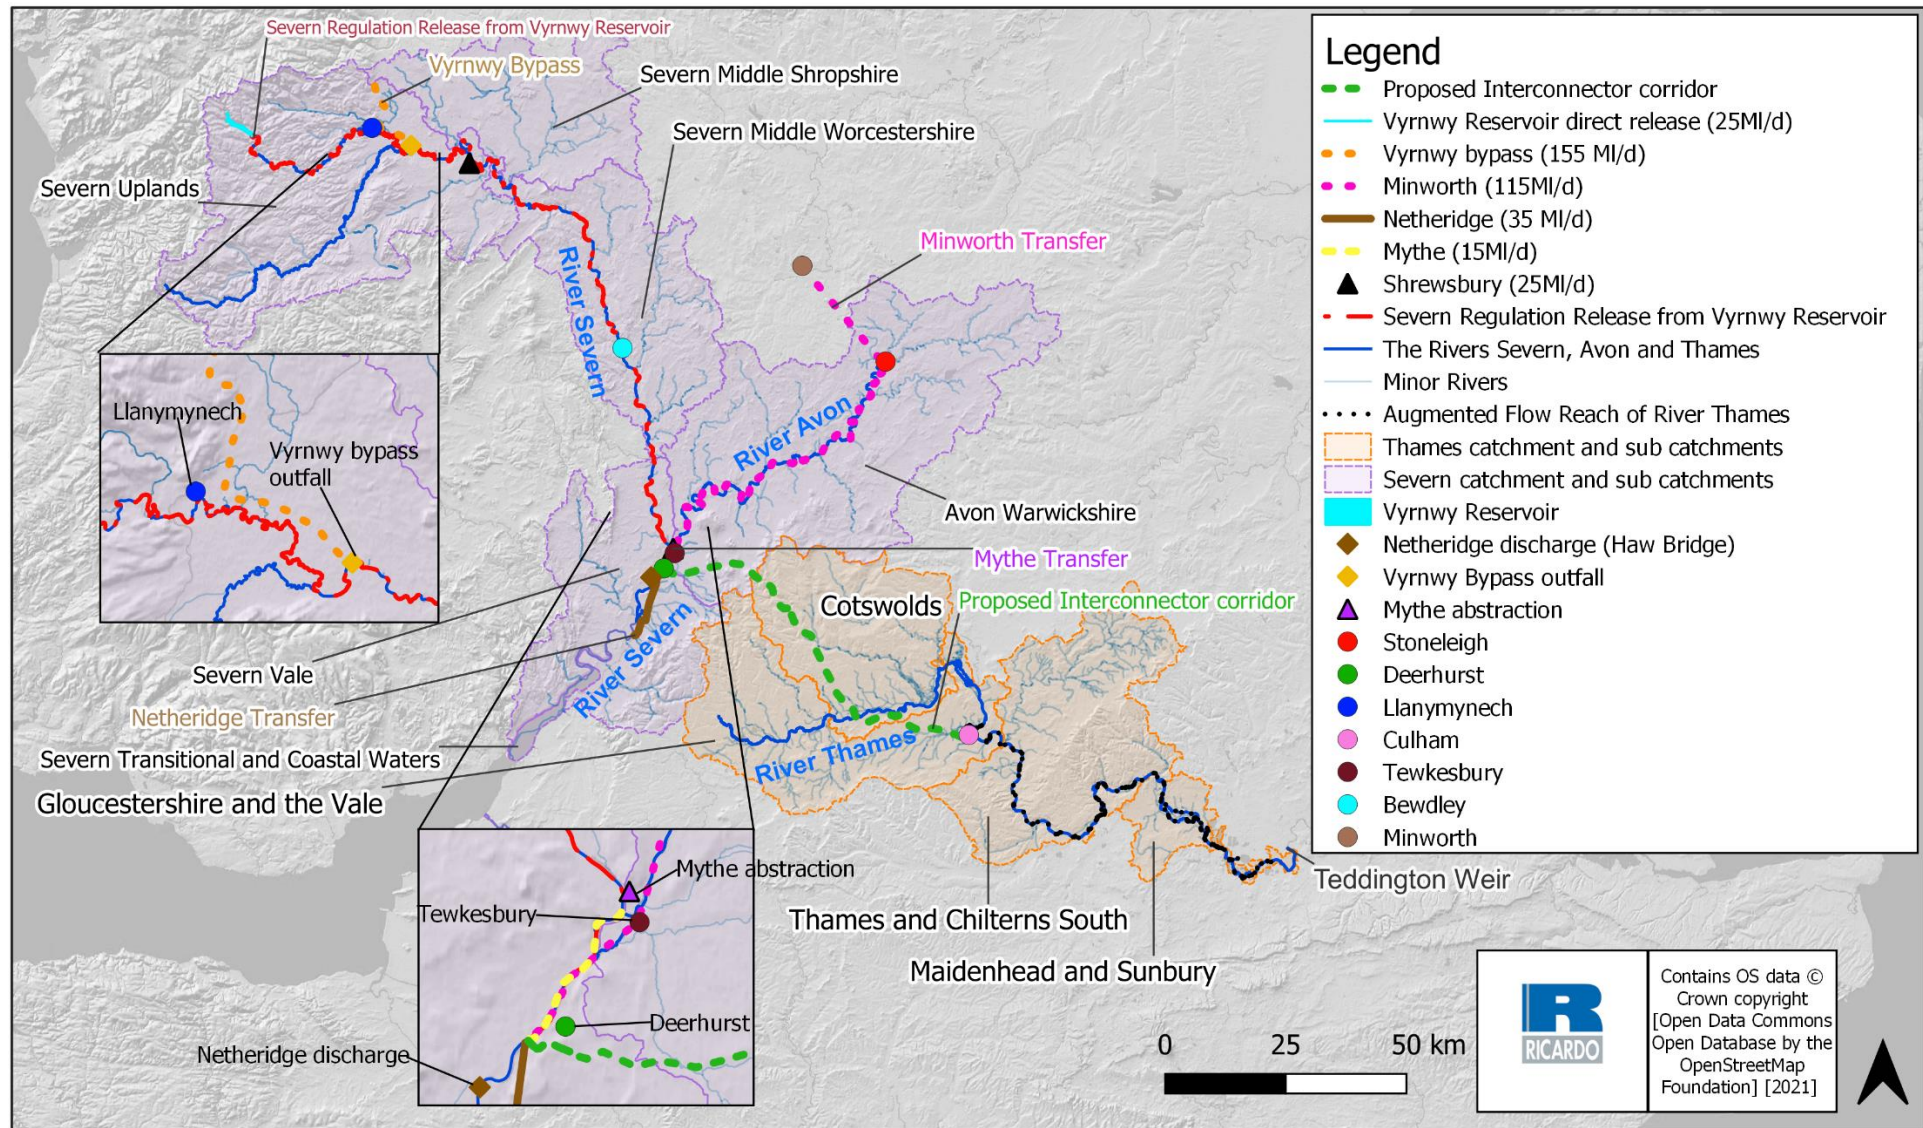 Severn Regulation Release from Vyrnwy Reservoir
Vyrnwy Bypass
Severn Middle Shropshire
Severn Middle Worcestershire
Severn Uplands
Minworth Transfer
River Severn
River Avon
Llanymynech
Vyrnwy bypass
outfall
Avon Warwickshire
Mythe Transfer
Cotswolds
Proposed Interconnector corridor
Severn Vale
River Severn
Netheridge Transfer
Severn Transitional and Coastal Waters
River Thames
Gloucestershire and the Vale
Mythe abstraction
Tewkesbury
Deerhurst
Netheridge discharge
Teddington Weir
Thames and Chilterns South
Maidenhead and Sunbury
Legend
Proposed Interconnector corridor
Vyrnwy Reservoir direct release (25Ml/d)
Vyrnwy bypass (155 Ml/d)
Minworth (115Ml/d)
Netheridge (35 Ml/d)
Mythe (15Ml/d)
Shrewsbury (25Ml/d)
Severn Regulation Release from Vyrnwy Reservoir
The Rivers Severn, Avon and Thames
Minor Rivers
Augmented Flow Reach of River Thames
Thames catchment and sub catchments
Severn catchment and sub catchments
Vyrnwy Reservoir
Netheridge discharge (Haw Bridge)
Vyrnwy Bypass outfall
Mythe abstraction
Stoneleigh
Deerhurst
Llanymynech
Culham
Tewkesbury
Bewdley
Minworth
0 25 50 km
R
RICARDO
Contains OS data ©
Crown copyright
[Open Data Commons
Open Database by the
OpenStreetMap
Foundation] [2021]